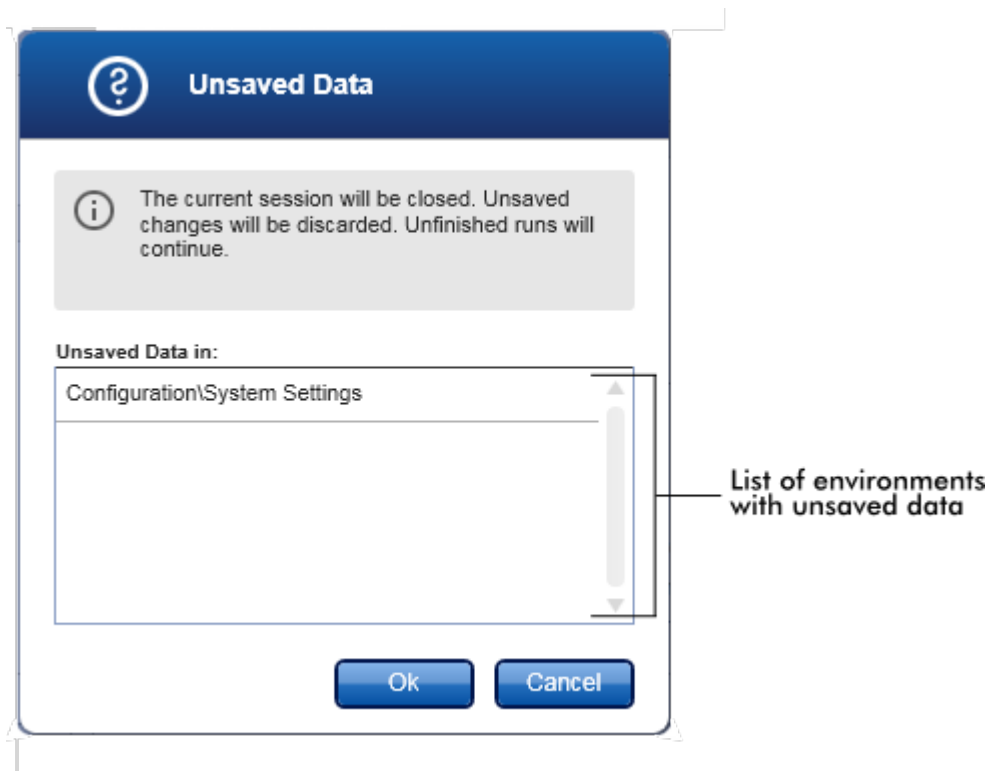 Unsaved Data
The current session will be closed. Unsaved
changes will be discarded. Unfinished runs will
continue.
Unsaved Data in:
Configuration\System Settings
List of environments
with unsaved data
Ok
Cancel